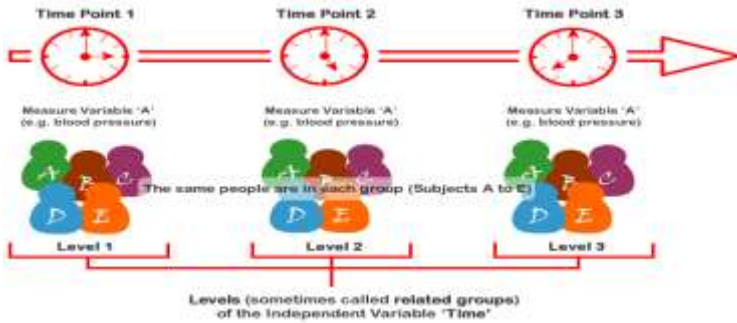 Time Point 1
Time Point 2
Time Point 3
Measure Variable 'A'
(e.g. blood pressure)
Measure Variable 'A'
(e.g. blood pressure)
Measure Variable 'A'
(e.g. blood pressure)
A B C
D E
A B C
D E
A B C
D E
The same people are in each group (Subjects A to E)
Level 1
Level 2
Level 3
Levels (sometimes called related groups)
of the Independent Variable 'Time'